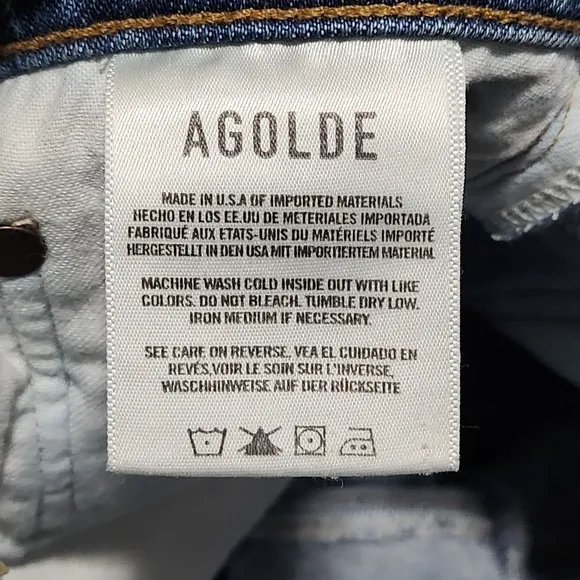 AGOLDE
MADE IN U.S.A OF IMPORTED MATERIALS
HECHO EN LOS EE.UU DE METERIALES IMPORTADA
FABRIQUÉ AUX ETATS-UNIS DU MATÉRIELS IMPORTÉ
HERGESTELLT IN DEN USA MIT IMPORTIERTEM MATERIAL
MACHINE WASH COLD INSIDE OUT WITH LIKE
COLORS. DO NOT BLEACH. TUMBLE DRY LOW.
IRON MEDIUM IF NECESSARY.
SEE CARE ON REVERSE. VEA EL CUIDADO EN
REVÉS,VOIR LE SOIN SUR L'INVERSE,
WASCHHINWEISE AUF DER RÜCKSEITE